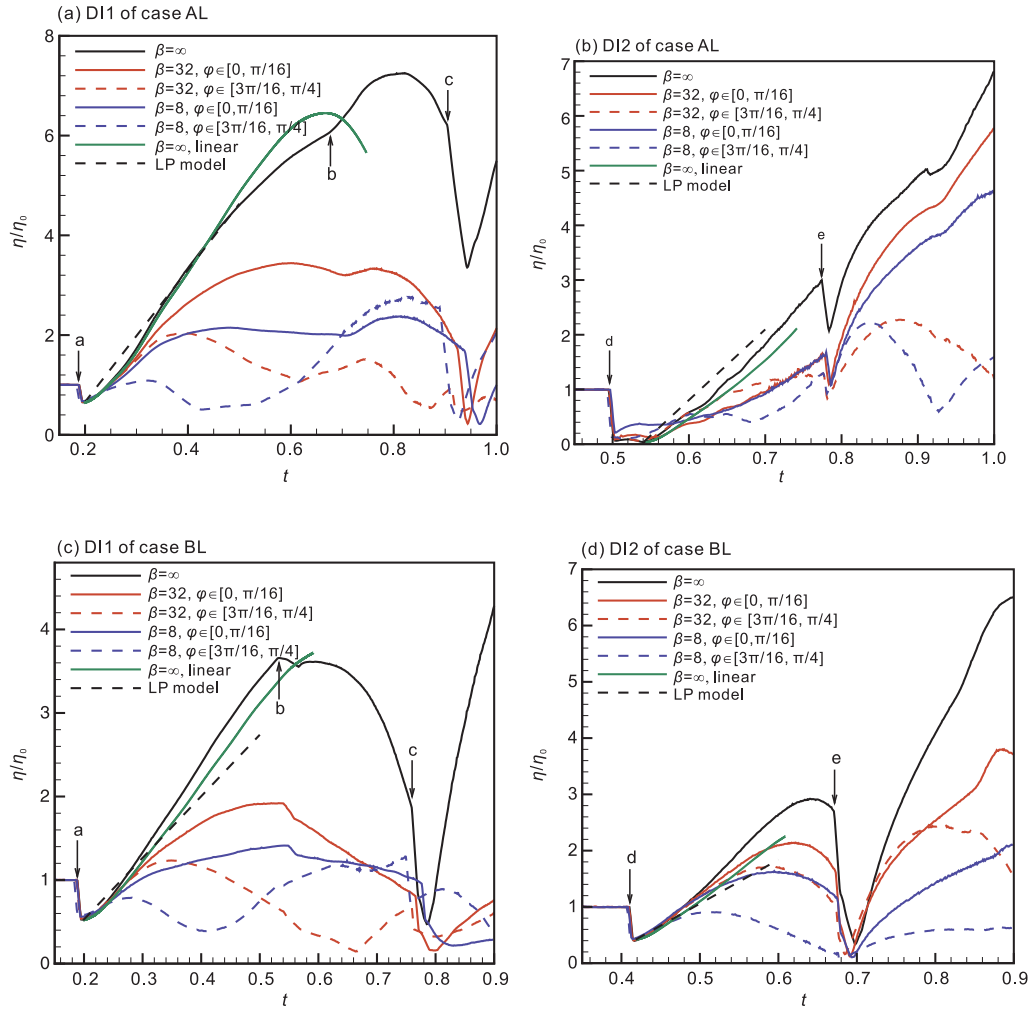 (a) DI1 of case AL
8
6
4
2
0
η/η₀
β=∞
β=32, φ∈[0, π/16]
β=32, φ∈ [3π/16, π/4]
β=8, φ∈[0,π/16]
β=8, φ∈[3π/16, π/4]
β=∞, linear
LP model
a
b
c
0.2 0.4 0.6 0.8 1.0
t
(b) DI2 of case AL
7
6
5
4
3
2
1
0
η/η₀
β=∞
β=32, φ∈[0, π/16]
β=32, φ∈ [3π/16, π/4]
β=8, φ∈[0,π/16]
β=8, φ∈[3π/16, π/4]
β=∞, linear
LP model
d
e
0.5 0.6 0.7 0.8 0.9 1.0
t
(c) DI1 of case BL
4
3
2
1
0
η/η₀
β=∞
β=32, φ∈[0, π/16]
β=32, φ∈ [3π/16, π/4]
β=8, φ∈[0,π/16]
β=8, φ∈[3π/16, π/4]
β=∞, linear
LP model
a
b
c
0.2 0.3 0.4 0.5 0.6 0.7 0.8 0.9
t
(d) DI2 of case BL
7
6
5
4
3
2
1
0
η/η₀
β=∞
β=32, φ∈[0, π/16]
β=32, φ∈ [3π/16, π/4]
β=8, φ∈[0,π/16]
β=8, φ∈[3π/16, π/4]
β=∞, linear
LP model
d
e
0.4 0.5 0.6 0.7 0.8 0.9
t